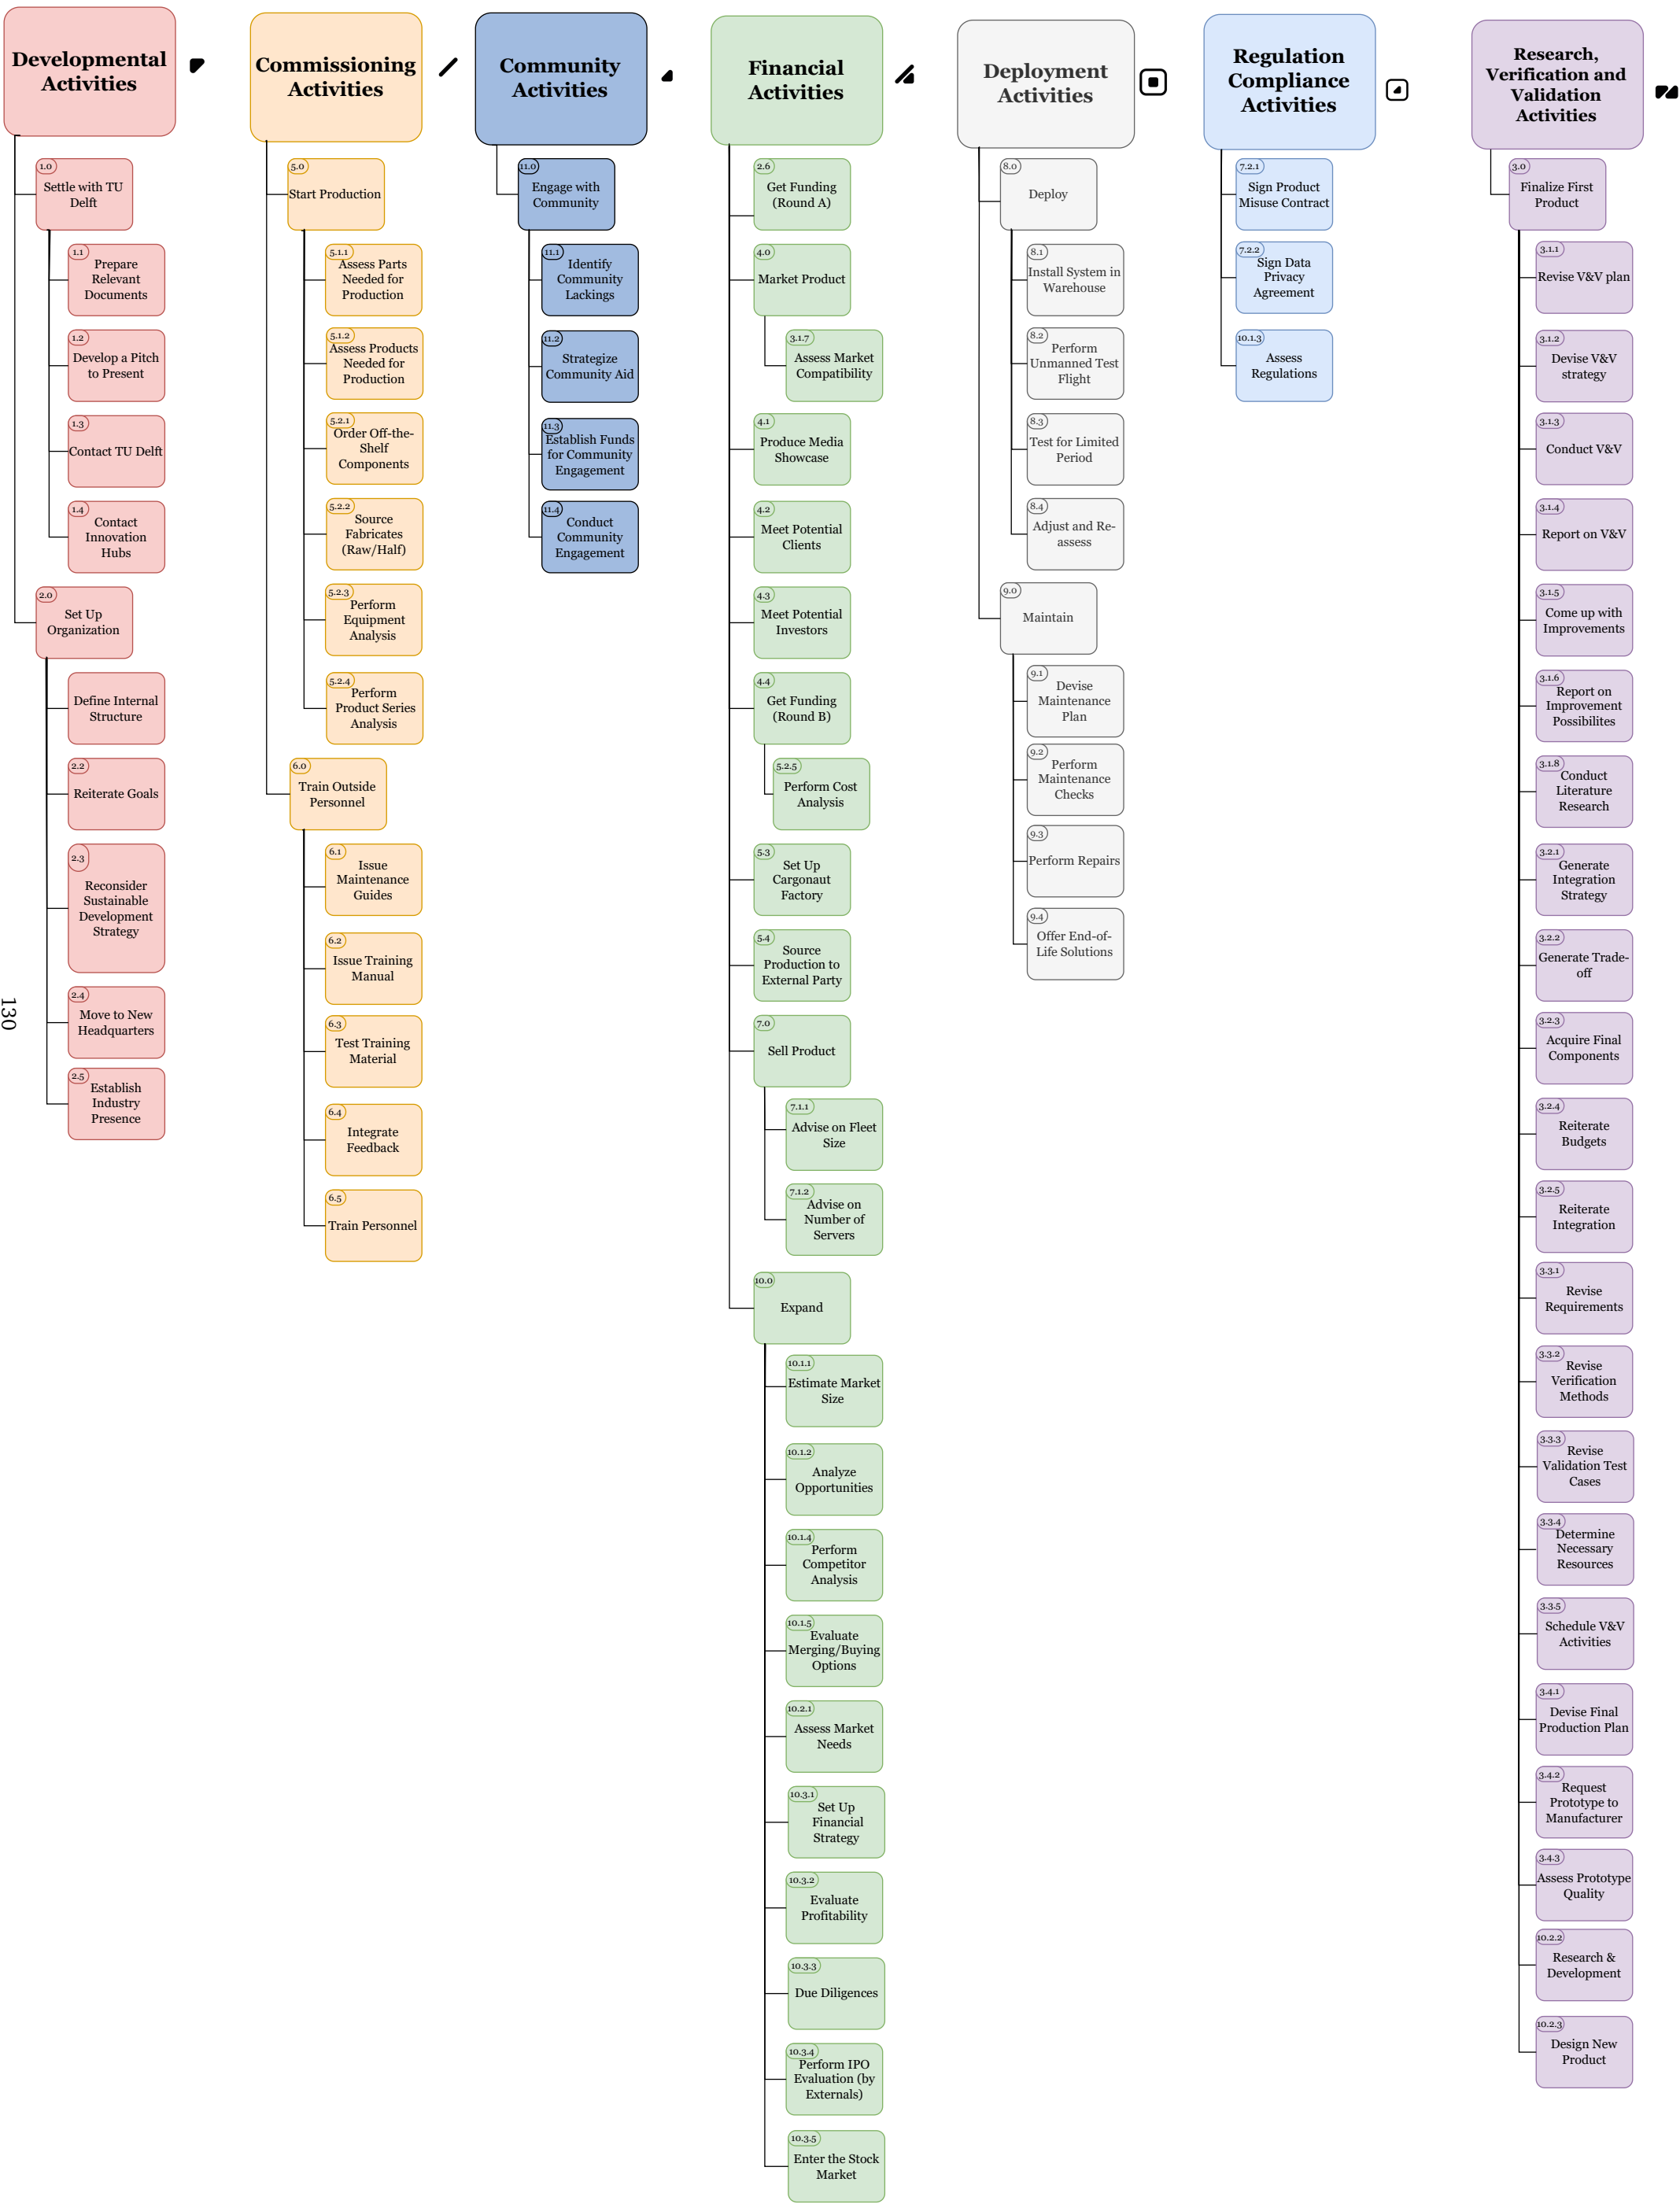 Developmental
Activities
1.0
Settle with TU
Delft
1.1
Prepare
Relevant
Documents
1.2
Develop a Pitch
to Present
1.3
Contact TU Delft
1.4
Contact
Innovation
Hubs
2.0
Set Up
Organization
Define Internal
Structure
2.2
Reiterate Goals
2.3
Reconsider
Sustainable
Development
Strategy
2.4
Move to New
Headquarters
2.5
Establish
Industry
Presence
130
Commissioning
Activities
5.0
Start Production
5.1.1
Assess Parts
Needed for
Production
5.1.2
Assess Products
Needed for
Production
5.2.1
Order Off-the-
Shelf
Components
5.2.2
Source
Fabricates
(Raw/Half)
5.2.3
Perform
Equipment
Analysis
5.2.4
Perform
Product Series
Analysis
6.0
Train Outside
Personnel
6.1
Issue
Maintenance
Guides
6.2
Issue Training
Manual
6.3
Test Training
Material
6.4
Integrate
Feedback
6.5
Train Personnel
Community
Activities
11.0
Engage with
Community
11.1
Identify
Community
Lackings
11.2
Strategize
Community Aid
11.3
Establish Funds
for Community
Engagement
11.4
Conduct
Community
Engagement
Financial
Activities
2.6
Get Funding
(Round A)
4.0
Market Product
3.1.7
Assess Market
Compatibility
4.1
Produce Media
Showcase
4.2
Meet Potential
Clients
4.3
Meet Potential
Investors
4.4
Get Funding
(Round B)
5.2.5
Perform Cost
Analysis
5.3
Set Up
Cargonaut
Factory
5.4
Source
Production to
External Party
7.0
Sell Product
7.1.1
Advise on Fleet
Size
7.1.2
Advise on
Number of
Servers
10.0
Expand
10.1.1
Estimate Market
Size
10.1.2
Analyze
Opportunities
10.1.4
Perform
Competitor
Analysis
10.1.5
Evaluate
Merging/Buying
Options
10.2.1
Assess Market
Needs
10.3.1
Set Up
Financial
Strategy
10.3.2
Evaluate
Profitability
10.3.3
Due Diligences
10.3.4
Perform IPO
Evaluation (by
Externals)
10.3.5
Enter the Stock
Market
Deployment
Activities
8.0
Deploy
8.1
Install System in
Warehouse
8.2
Perform
Unmanned Test
Flight
8.3
Test for Limited
Period
8.4
Adjust and Re-
assess
9.0
Maintain
9.1
Devise
Maintenance
Plan
9.2
Perform
Maintenance
Checks
9.3
Perform Repairs
9.4
Offer End-of-
Life Solutions
Regulation
Compliance
Activities
7.2.1
Sign Product
Misuse Contract
7.2.2
Sign Data
Privacy
Agreement
10.1.3
Assess
Regulations
Research,
Verification and
Validation
Activities
3.0
Finalize First
Product
3.1.1
Revise V&V plan
3.1.2
Devise V&V
strategy
3.1.3
Conduct V&V
3.1.4
Report on V&V
3.1.5
Come up with
Improvements
3.1.6
Report on
Improvement
Possibilites
3.1.8
Conduct
Literature
Research
3.2.1
Generate
Integration
Strategy
3.2.2
Generate Trade-
off
3.2.3
Acquire Final
Components
3.2.4
Reiterate
Budgets
3.2.5
Reiterate
Integration
3.3.1
Revise
Requirements
3.3.2
Revise
Verification
Methods
3.3.3
Revise
Validation Test
Cases
3.3.4
Determine
Necessary
Resources
3.3.5
Schedule V&V
Activities
3.4.1
Devise Final
Production Plan
3.4.2
Request
Prototype to
Manufacturer
3.4.3
Assess Prototype
Quality
10.2.2
Research &
Development
10.2.3
Design New
Product